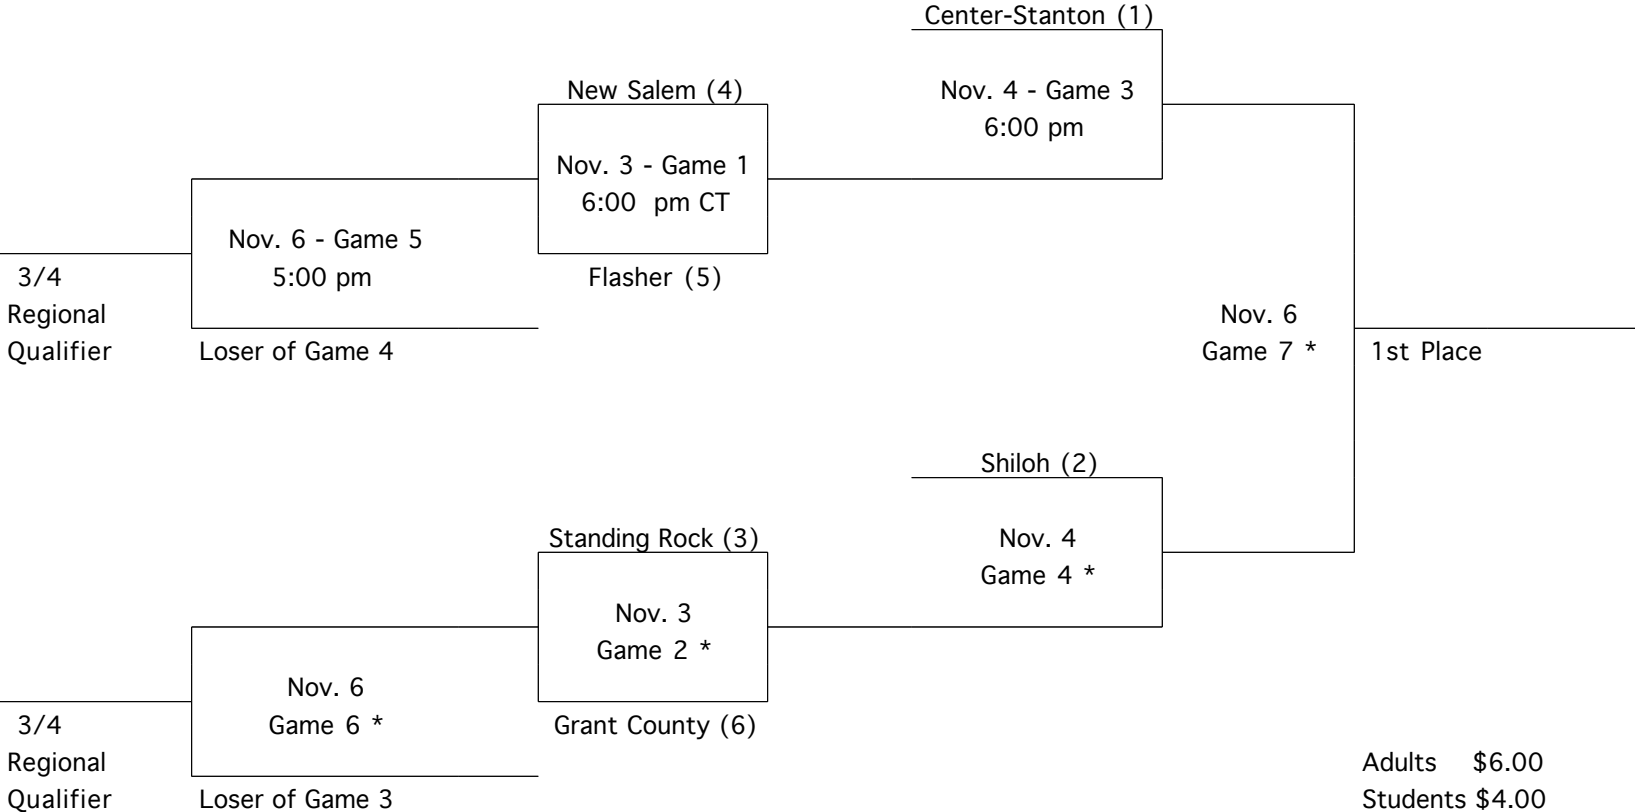 Center-Stanton (1)
New Salem (4)
Nov. 4 - Game 3
6:00 pm
Nov. 3 - Game 1
6:00 pm CT
Nov. 6 - Game 5
5:00 pm
Flasher (5)
3/4
Regional
Qualifier
Loser of Game 4
Nov. 6
Game 7 *
1st Place
Shiloh (2)
Standing Rock (3)
Nov. 4
Game 4 *
Nov. 3
Game 2 *
Nov. 6
Game 6 *
Grant County (6)
3/4
Regional
Qualifier
Loser of Game 3
Adults $6.00
Students $4.00